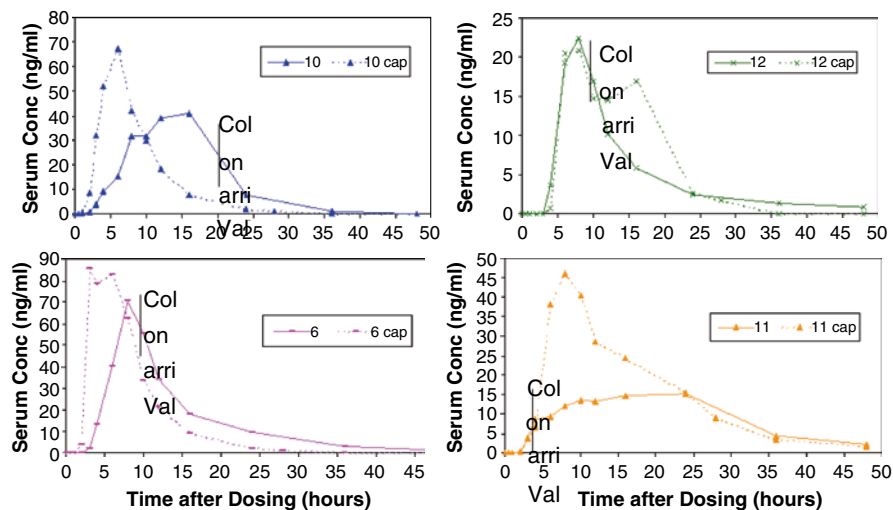 80
70
60
50
40
30
20
10
0
Serum Conc (ng/ml)
10 10 cap
Col
on
arri
Val
0 5 10 15 20 25 30 35 40 45 50
25
20
15
10
5
0
Serum Conc (ng/ml)
12 12 cap
Col
on
arri
Val
0 5 10 15 20 25 30 35 40 45 50
90
80
70
60
50
40
30
20
10
0
Serum Conc (ng/ml)
6 6 cap
Col
on
arri
Val
0 5 10 15 20 25 30 35 40 45
Time after Dosing (hours)
50
45
40
35
30
25
20
15
10
5
0
Serum Conc (ng/ml)
11 11 cap
Col
on
arri
Val
0 5 10 15 20 25 30 35 40 45 50
Time after Dosing (hours)